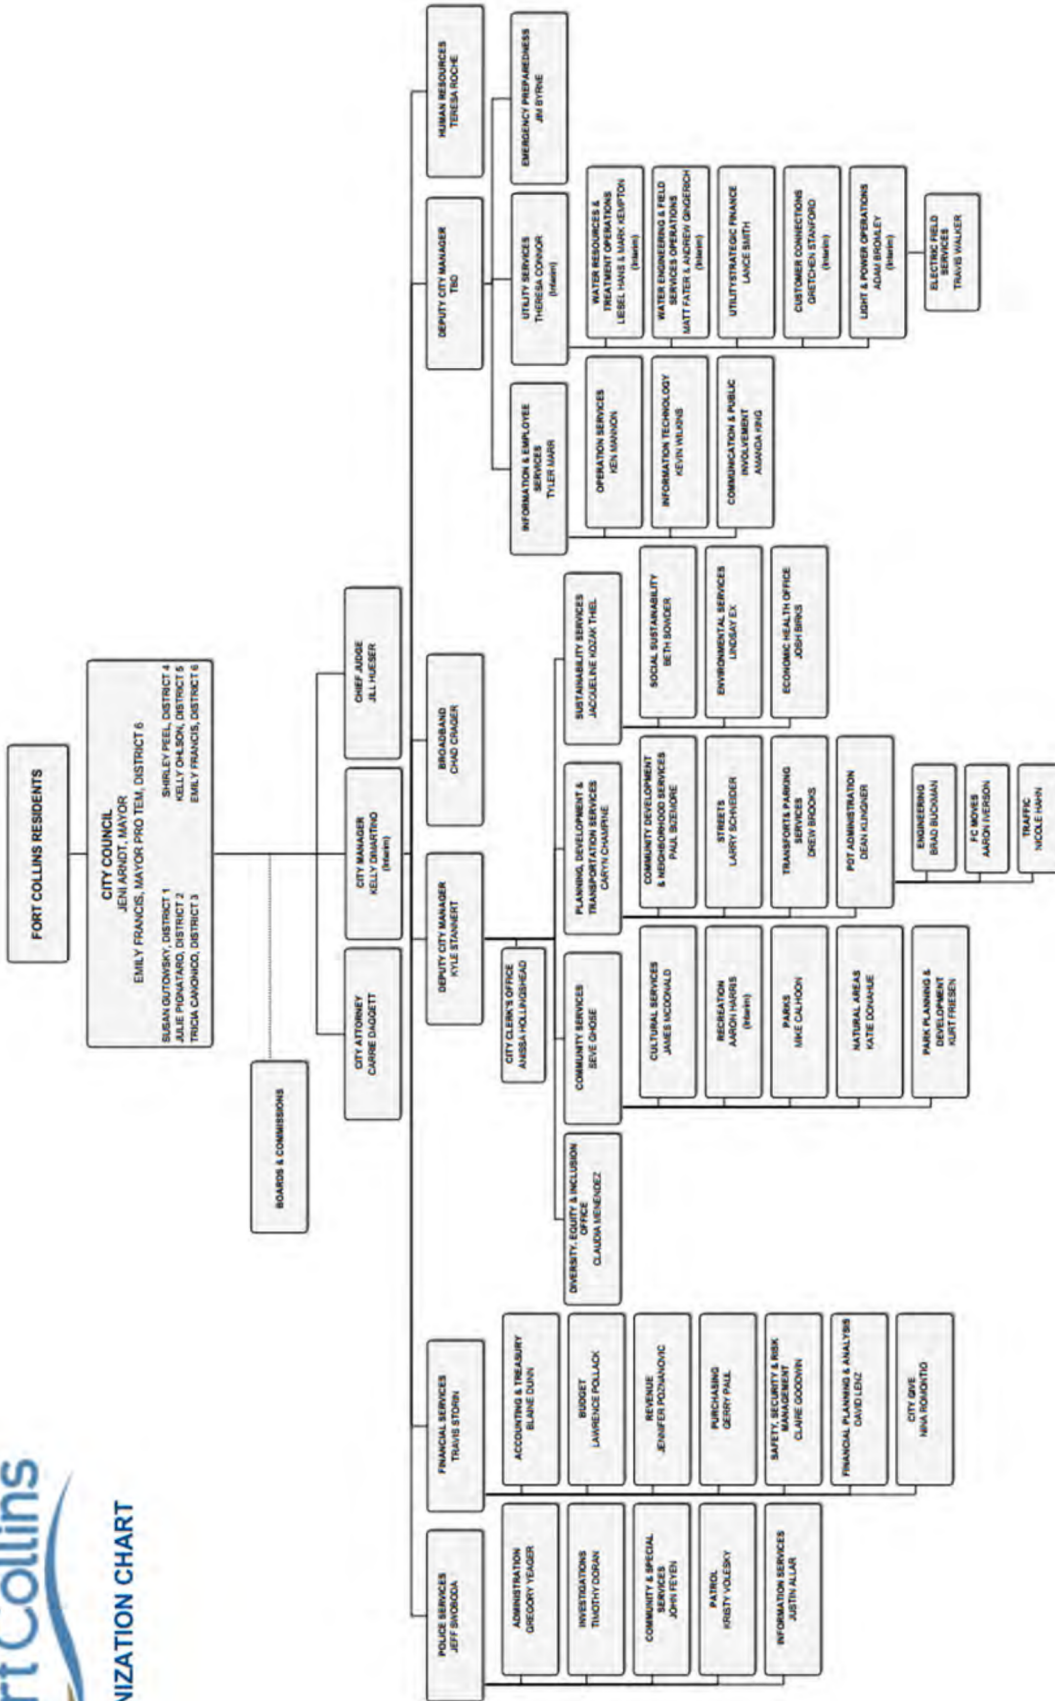 rt Collins
NIZATION CHART
FORT COLLINS RESIDENTS
CITY COUNCIL
JENI ARNDT, MAYOR
EMILY FRANCIS, MAYOR PRO TEM, DISTRICT 6
SUSAN GUTOWSKY, DISTRICT 1
JULIE PIGNATARO, DISTRICT 2
TRICIA CANONICO, DISTRICT 3
SHIRLEY PEEL, DISTRICT 4
KELLY OHLSON, DISTRICT 5
EMILY FRANCIS, DISTRICT 6
BOARDS & COMMISSIONS
CITY ATTORNEY
CARRIE DAGGETT
CITY MANAGER
KELLY DIMARTINO
(Interim)
CHIEF JUDGE
JILL HUESER
POLICE SERVICES
JEFF SWOBODA
ADMINISTRATION
GREGORY YEAGER
INVESTIGATIONS
TIMOTHY DORAN
COMMUNITY & SPECIAL
SERVICES
JOHN FEYEN
PATROL
KRISTY VOLESKY
INFORMATION SERVICES
JUSTIN ALLAR
FINANCIAL SERVICES
TRAVIS STORIN
ACCOUNTING & TREASURY
BLAINE DUNN
BUDGET
LAWRENCE POLLACK
REVENUE
JENNIFER POZNANOVIC
PURCHASING
GERRY PAUL
SAFETY, SECURITY & RISK
MANAGEMENT
CLAIRE GOODWIN
FINANCIAL PLANNING & ANALYSIS
DAVID LENZ
CITY GIVE
NINA ROMONTIO
DEPUTY CITY MANAGER
KYLE STANNERT
CITY CLERK'S OFFICE
ANISSA HOLLINGSHEAD
DIVERSITY, EQUITY & INCLUSION
OFFICE
CLAUDIA MENENDEZ
COMMUNITY SERVICES
SEVE GHOSE
CULTURAL SERVICES
JAMES MCDONALD
RECREATION
AARON HARRIS
(Interim)
PARKS
MIKE CALHOON
NATURAL AREAS
KATIE DONAHUE
PARK PLANNING &
DEVELOPMENT
KURT FRIESEN
PLANNING, DEVELOPMENT &
TRANSPORTATION SERVICES
CARYN CHAMPINE
COMMUNITY DEVELOPMENT
& NEIGHBORHOOD SERVICES
PAUL SIZEMORE
STREETS
LARRY SCHNEIDER
TRANSFORT& PARKING
SERVICES
DREW BROOKS
PDT ADMINISTRATION
DEAN KLINGNER
ENGINEERING
BRAD BUCKMAN
FC MOVES
AARON IVERSON
TRAFFIC
NICOLE HAHN
SUSTAINABILITY SERVICES
JACQUELINE KOZAK THIEL
SOCIAL SUSTAINABILITY
BETH SOWDER
ENVIRONMENTAL SERVICES
LINDSAY EX
ECONOMIC HEALTH OFFICE
JOSH BIRKS
BROADBAND
CHAD CRAGER
DEPUTY CITY MANAGER
TBD
INFORMATION & EMPLOYEE
SERVICES
TYLER MARR
OPERATION SERVICES
KEN MANNON
INFORMATION TECHNOLOGY
KEVIN WILKINS
COMMUNICATION & PUBLIC
INVOLVEMENT
AMANDA KING
UTILITY SERVICES
THERESA CONNOR
(Interim)
WATER RESOURCES &
TREATMENT OPERATIONS
LIESEL HANS & MARK KEMPTON
(Interim)
WATER ENGINEERING & FIELD
SERVICES OPERATIONS
MATT FATER & ANDREW GINGERICH
(Interim)
UTILITYSTRATEGIC FINANCE
LANCE SMITH
CUSTOMER CONNECTIONS
GRETCHEN STANFORD
(Interim)
LIGHT & POWER OPERATIONS
ADAM BROMLEY
(Interim)
ELECTRIC FIELD
SERVICES
TRAVIS WALKER
EMERGENCY PREPAREDNESS
JIM BYRNE
HUMAN RESOURCES
TERESA ROCHE